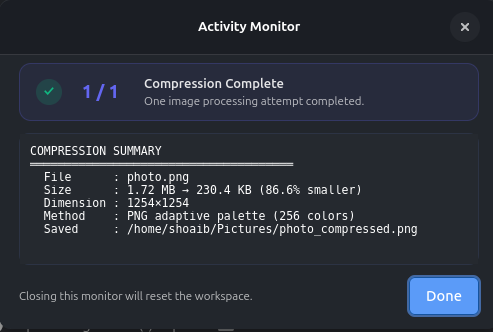 Activity Monitor
1 / 1
Compression Complete
One image processing attempt completed.
COMPRESSION SUMMARY
File : photo.png
Size : 1.72 MB → 230.4 KB (86.6% smaller)
Dimension : 1254×1254
Method : PNG adaptive palette (256 colors)
Saved : /home/shoaib/Pictures/photo_compressed.png
Closing this monitor will reset the workspace.
Done